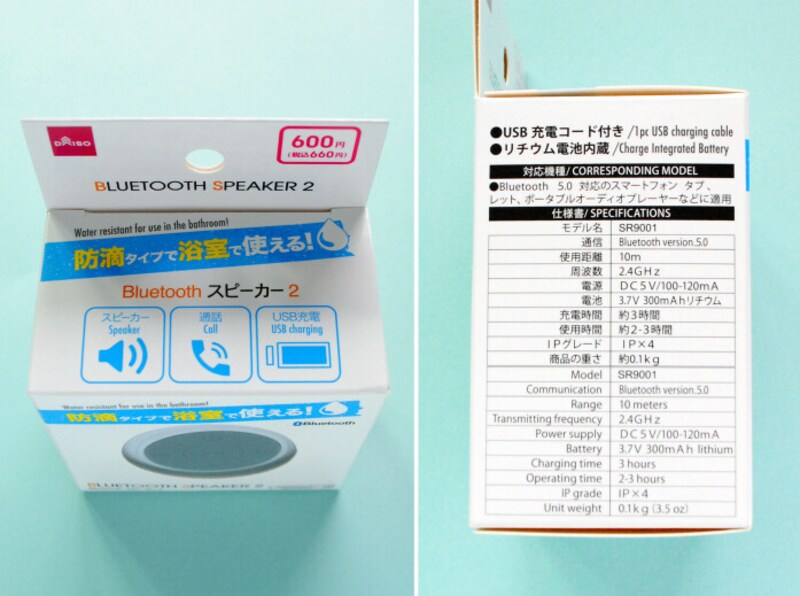 DAISO
600円
(税込660円)
BLUETOOTH SPEAKER 2
Water resistant for use in the bathroom!
防滴タイプで浴室で使える!
Bluetooth スピーカー 2
スピーカー
Speaker
通話
Call
USB充電
USB charging
Water resistant for use in the bathroom!
防滴タイプで浴室で使える!
Bluetooth
BLUETOOTH SPEAKER 2
●USB 充電コード付き/1pc USB charging cable
●リチウム電池内蔵/Charge Integrated Battery
対応機種/CORRESPONDING MODEL
●Bluetooth 5.0 対応のスマートフォン タブ、
レット、ポータブルオーディオプレーヤーなどに適用
仕様書/SPECIFICATIONS
モデル名 SR9001
通信 Bluetooth version.5.0
使用距離 10m
周波数 2.4GHz
電源 DC5V/100-120mA
電池 3.7V 300mAhリチウム
充電時間 約3時間
使用時間 約2-3時間
IPグレード IP×4
商品の重さ 約0.1kg
Model SR9001
Communication Bluetooth version.5.0
Range 10 meters
Transmitting frequency 2.4GHz
Power supply DC5V/100-120mA
Battery 3.7V 300mAh lithium
Charging time 3 hours
Operating time 2-3 hours
IP grade IP×4
Unit weight 0.1kg (3.5 oz)